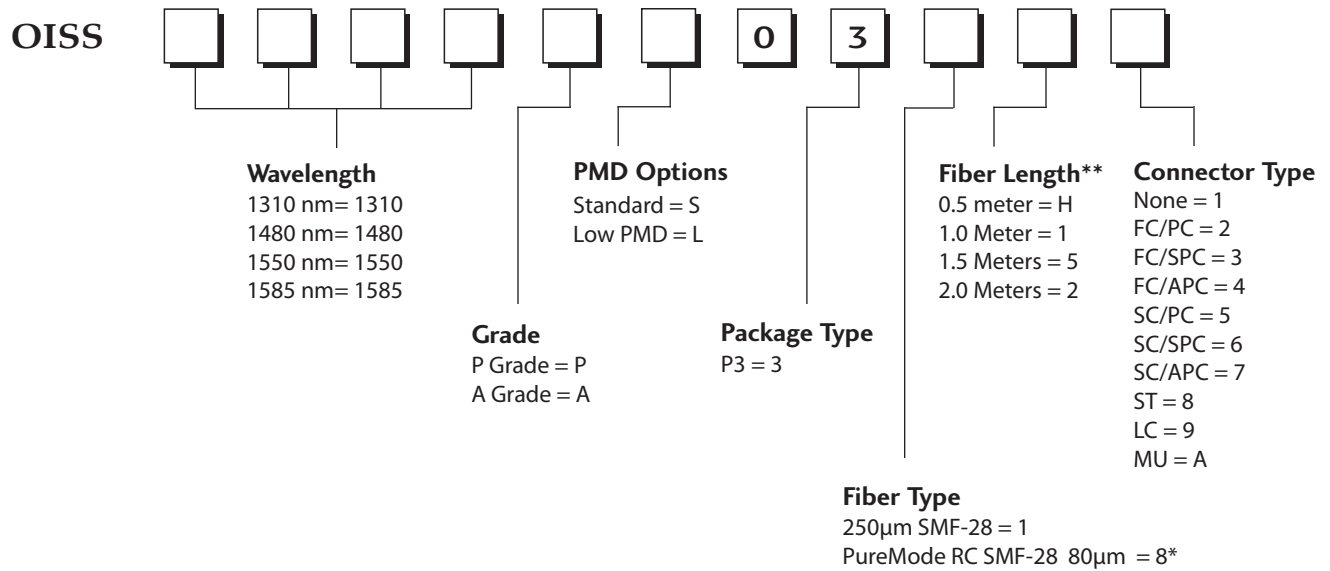 OISS 0 3
Wavelength
1310 nm= 1310
1480 nm= 1480
1550 nm= 1550
1585 nm= 1585
Grade
P Grade = P
A Grade = A
PMD Options
Standard = S
Low PMD = L
Package Type
P3 = 3
Fiber Type
250µm SMF-28 = 1
PureMode RC SMF-28 80µm = 8*
Fiber Length**
0.5 meter = H
1.0 Meter = 1
1.5 Meters = 5
2.0 Meters = 2
Connector Type
None = 1
FC/PC = 2
FC/SPC = 3
FC/APC = 4
SC/PC = 5
SC/SPC = 6
SC/APC = 7
ST = 8
LC = 9
MU = A